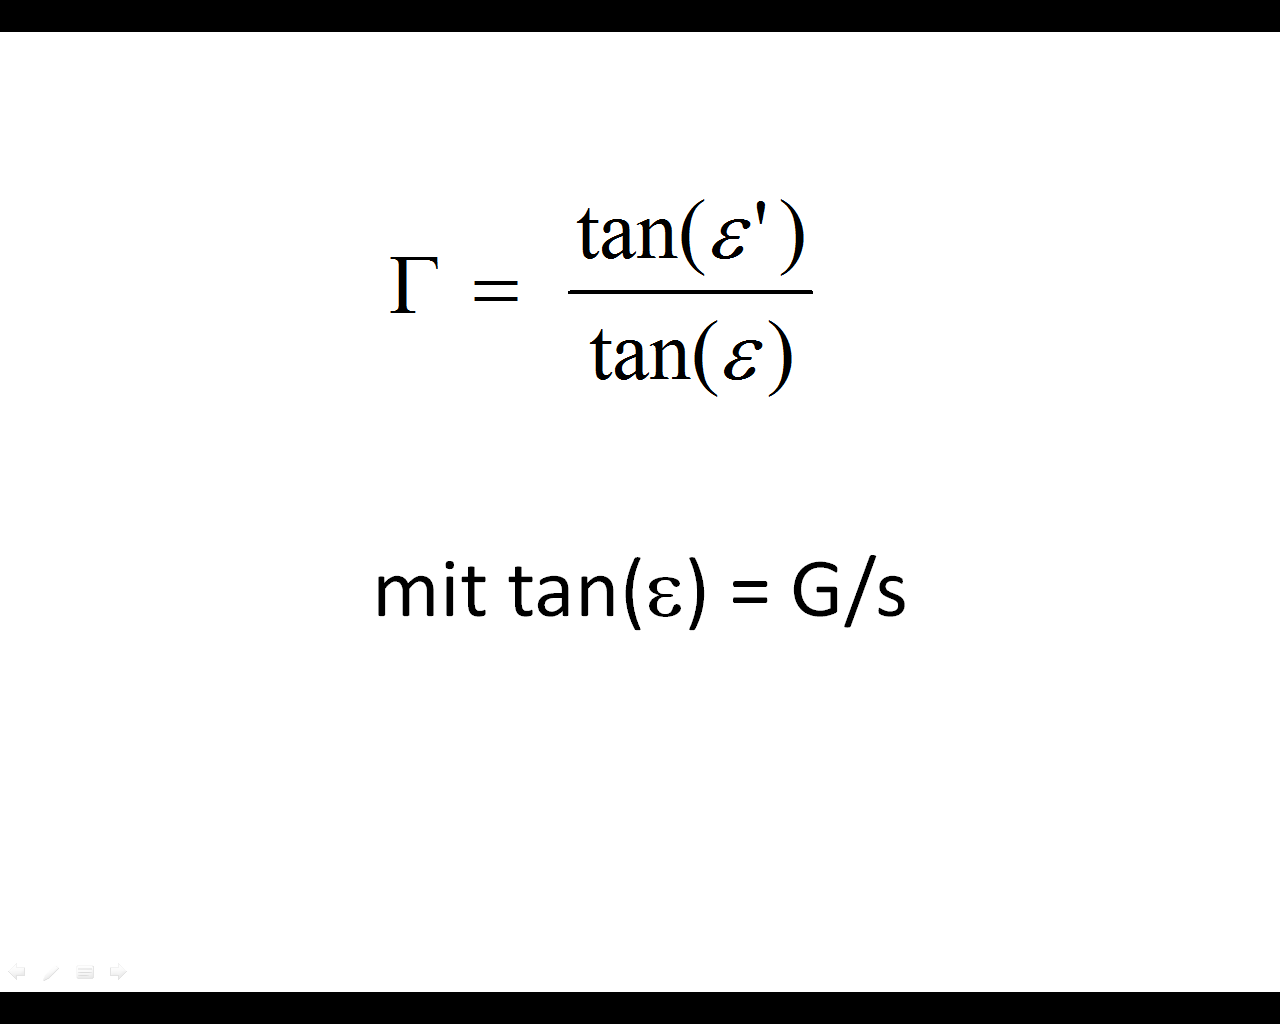 Γ = tan(ε') / tan(ε)
mit tan(ε) = G/s